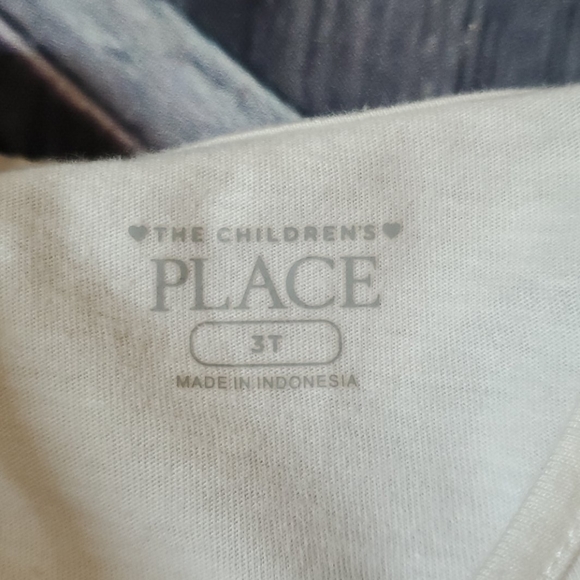 ♥THE CHILDREN'S♥
PLACE
3T
MADE IN INDONESIA